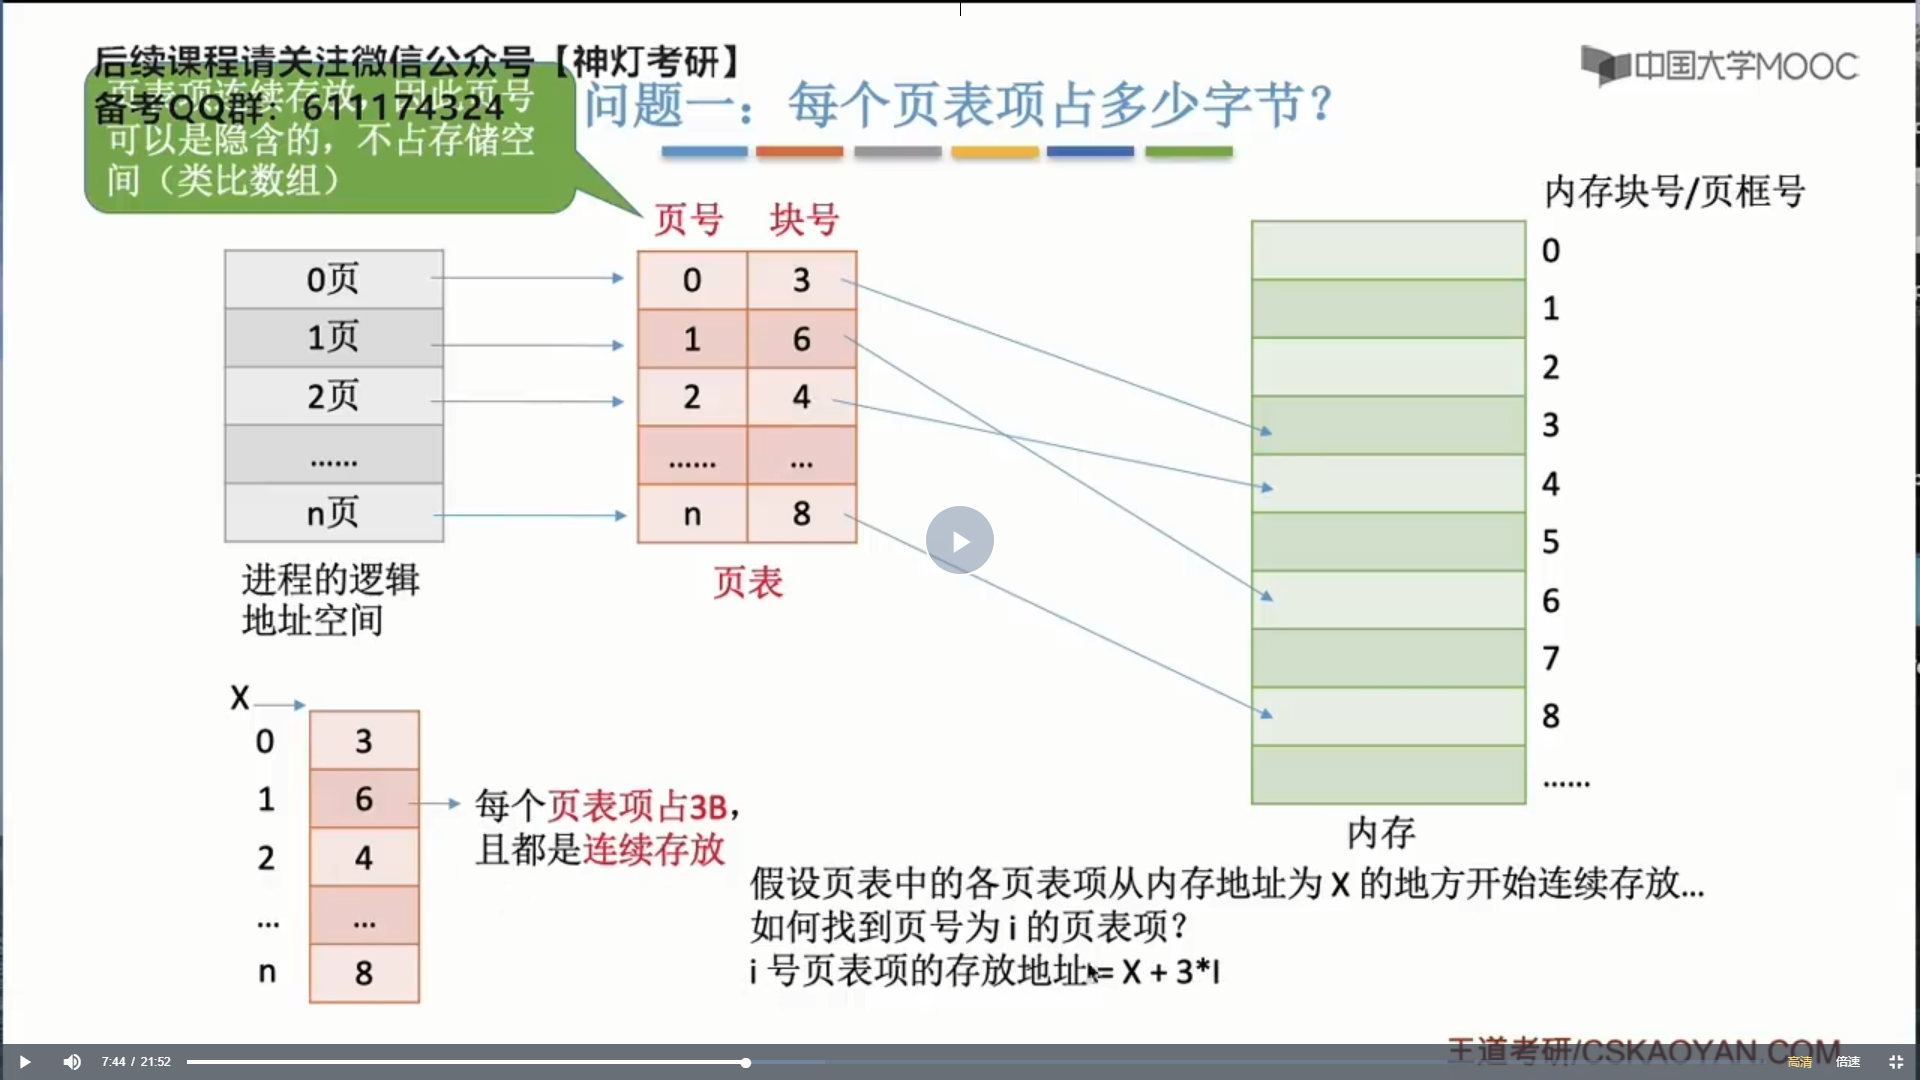 后续课程请关注微信公众号【神灯考研】
备考QQ群：611174324
中国大学MOOC
问题一：每个页表项占多少字节？
页表项连续存放，因此页号
可以是隐含的，不占存储空
间（类比数组）
内存块号/页框号
页号 块号
0页 0 3
1页 1 6
2页 2 4
...... ...... ...
n页 n 8
进程的逻辑
地址空间
页表
0
1
2
3
4
5
6
7
8
......
内存
X
0 3
1 6
2 4
... ...
n 8
每个页表项占3B，
且都是连续存放
假设页表中的各页表项从内存地址为 X 的地方开始连续存放...
如何找到页号为 i 的页表项？
i 号页表项的存放地址 = X + 3*I
王道考研/CSKAOYAN.COM
7:44 / 21:52
高清 倍速